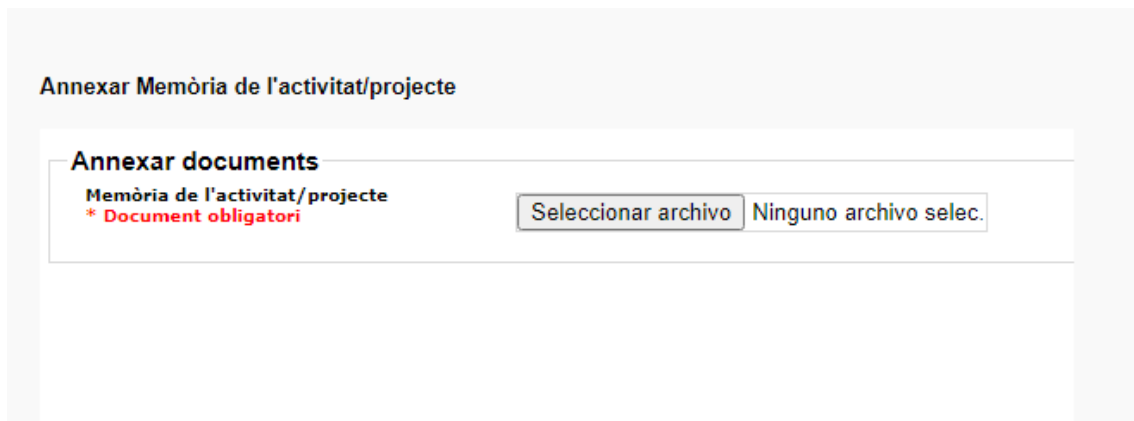 Annexar Memòria de l'activitat/projecte
Annexar documents
Memòria de l'activitat/projecte
* Document obligatori
Seleccionar archivo Ninguno archivo selec.